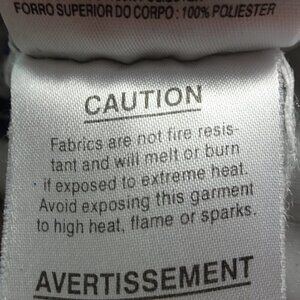 FORRO SUPERIOR DO CORPO: 100% POLIESTER
CAUTION
Fabrics are not fire resis-
tant and will melt or burn
if exposed to extreme heat.
Avoid exposing this garment
to high heat, flame or sparks.
AVERTISSEMENT